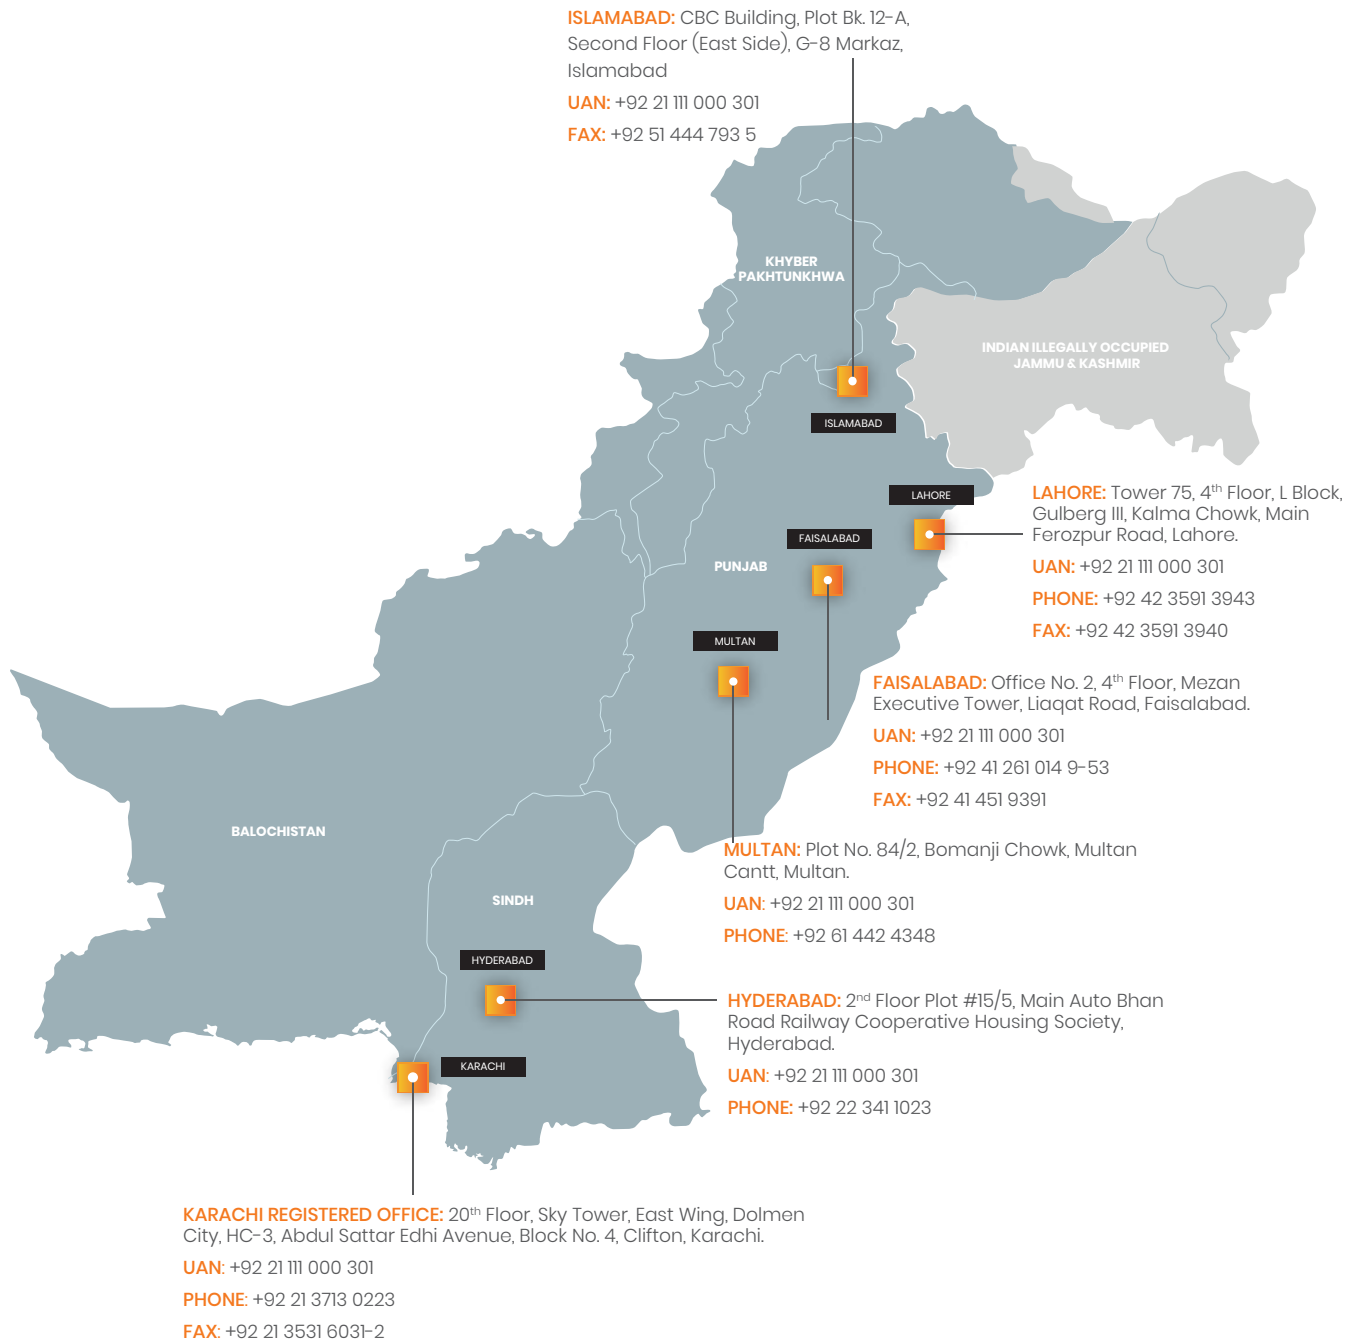 ISLAMABAD: CBC Building, Plot Bk. 12-A,
Second Floor (East Side), G-8 Markaz,
Islamabad
UAN: +92 21 111 000 301
FAX: +92 51 444 793 5
KHYBER
PAKHTUNKHWA
INDIAN ILLEGALLY OCCUPIED
JAMMU & KASHMIR
ISLAMABAD
LAHORE
LAHORE: Tower 75, 4th Floor, L Block,
Gulberg III, Kalma Chowk, Main
Ferozpur Road, Lahore.
UAN: +92 21 111 000 301
PHONE: +92 42 3591 3943
FAX: +92 42 3591 3940
FAISALABAD
PUNJAB
MULTAN
FAISALABAD: Office No. 2, 4th Floor, Mezan
Executive Tower, Liaqat Road, Faisalabad.
UAN: +92 21 111 000 301
PHONE: +92 41 261 014 9-53
FAX: +92 41 451 9391
BALOCHISTAN
MULTAN: Plot No. 84/2, Bomanji Chowk, Multan
Cantt, Multan.
UAN: +92 21 111 000 301
PHONE: +92 61 442 4348
SINDH
HYDERABAD
HYDERABAD: 2nd Floor Plot #15/5, Main Auto Bhan
Road Railway Cooperative Housing Society,
Hyderabad.
UAN: +92 21 111 000 301
PHONE: +92 22 341 1023
KARACHI
KARACHI REGISTERED OFFICE: 20th Floor, Sky Tower, East Wing, Dolmen
City, HC-3, Abdul Sattar Edhi Avenue, Block No. 4, Clifton, Karachi.
UAN: +92 21 111 000 301
PHONE: +92 21 3713 0223
FAX: +92 21 3531 6031-2